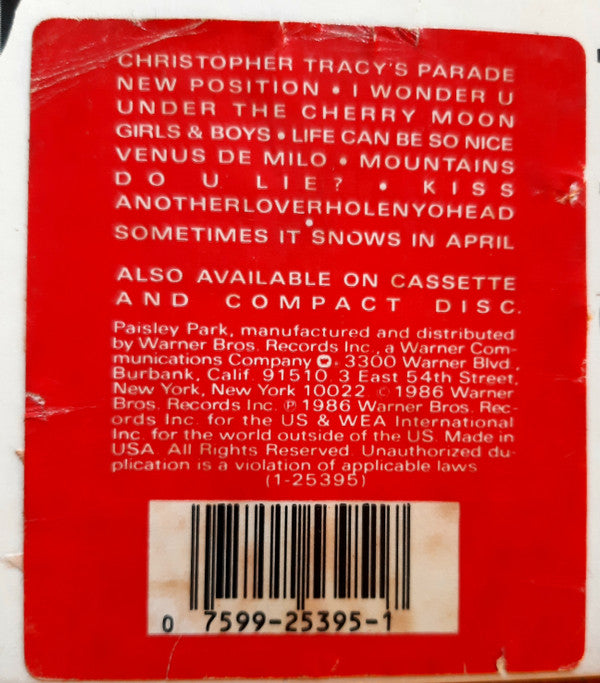 CHRISTOPHER TRACY'S PARADE
NEW POSITION • I WONDER U
UNDER THE CHERRY MOON
GIRLS & BOYS • LIFE CAN BE SO NICE
VENUS DE MILO • MOUNTAINS
DO U LIE? • KISS
ANOTHERLOVERHOLENYOHEAD
•
SOMETIMES IT SNOWS IN APRIL
ALSO AVAILABLE ON CASSETTE
AND COMPACT DISC.
Paisley Park, manufactured and distributed
by Warner Bros. Records Inc., a Warner Com-
munications Company, 3300 Warner Blvd.,
Burbank, Calif. 91510, 3 East 54th Street,
New York, New York 10022 © 1986 Warner
Bros. Records Inc. ℗ 1986 Warner Bros. Rec-
ords Inc. for the US & WEA International
Inc. for the world outside of the US. Made in
USA. All Rights Reserved. Unauthorized du-
plication is a violation of applicable laws
(1-25395)
0 7599-25395-1